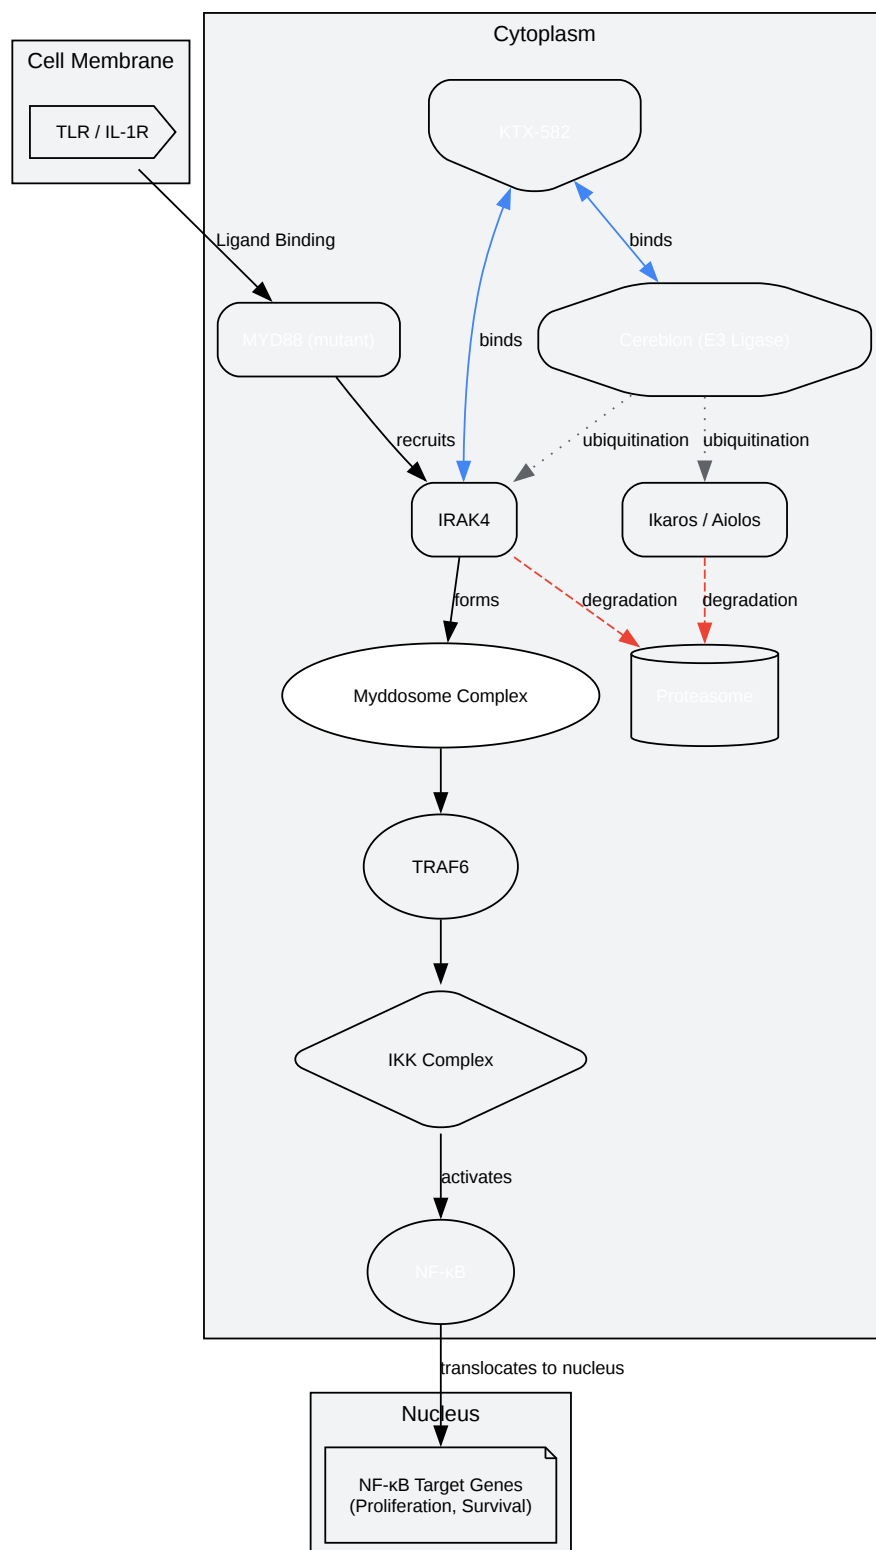 Cytoplasm
Cell Membrane
TLR / IL-1R
KTX-582
Ligand Binding
binds
MYD88 (mutant)
binds
Cereblon (E3 Ligase)
recruits
ubiquitination
ubiquitination
IRAK4
Ikaros / Aiolos
forms
degradation
degradation
Myddosome Complex
Proteasome
TRAF6
IKK Complex
activates
NF-κB
translocates to nucleus
Nucleus
NF-κB Target Genes
(Proliferation, Survival)